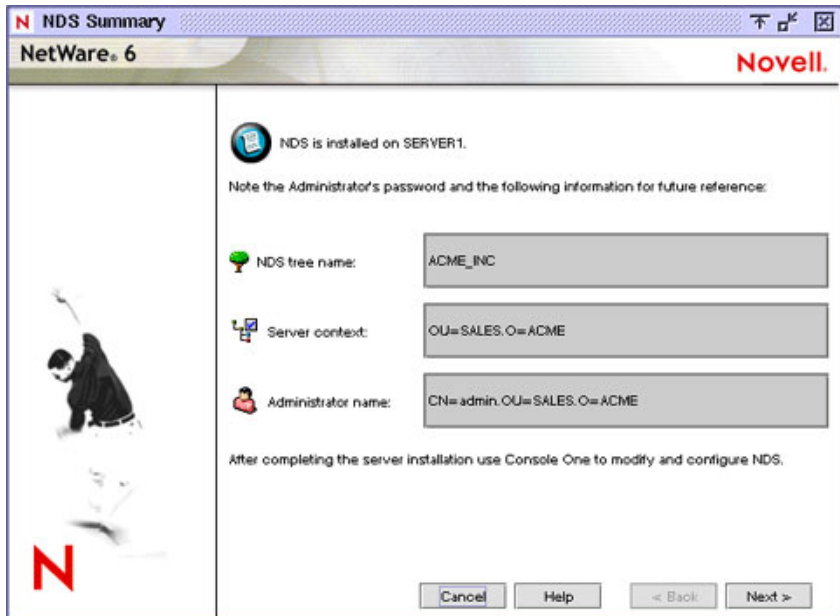 N NDS Summary
NetWare® 6
Novell.
NDS is installed on SERVER1.
Note the Administrator's password and the following information for future reference:
NDS tree name: ACME_INC
Server context: OU=SALES.O=ACME
Administrator name: CN=admin.OU=SALES.O=ACME
After completing the server installation use Console One to modify and configure NDS.
N
Cancel Help < Back Next >